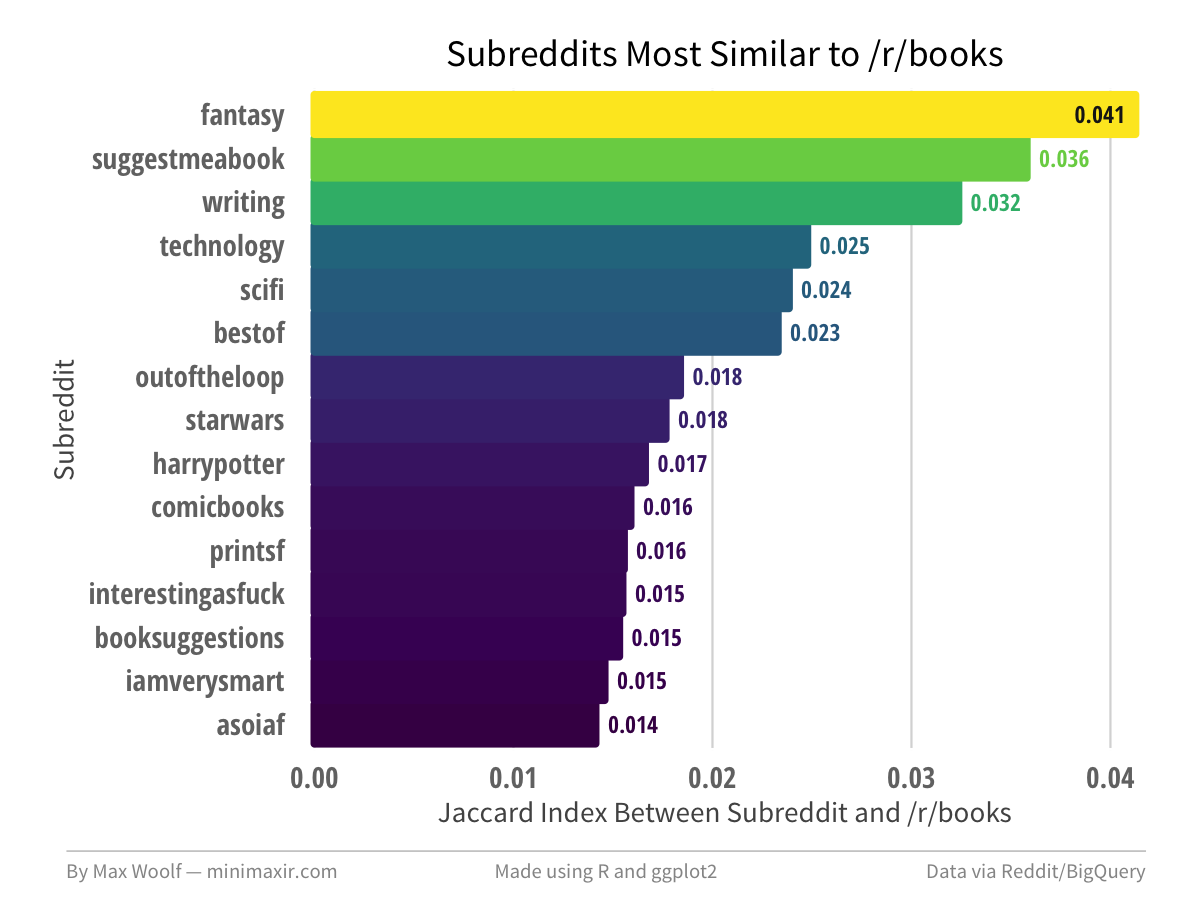 Subreddits Most Similar to /r/books
fantasy 0.041
suggestmeabook 0.036
writing 0.032
technology 0.025
scifi 0.024
bestof 0.023
outoftheloop 0.018
starwars 0.018
harrypotter 0.017
comicbooks 0.016
printsf 0.016
interestingasfuck 0.015
booksuggestions 0.015
iamverysmart 0.015
asoiaf 0.014
Subreddit
0.00 0.01 0.02 0.03 0.04
Jaccard Index Between Subreddit and /r/books
By Max Woolf — minimaxir.com Made using R and ggplot2 Data via Reddit/BigQuery